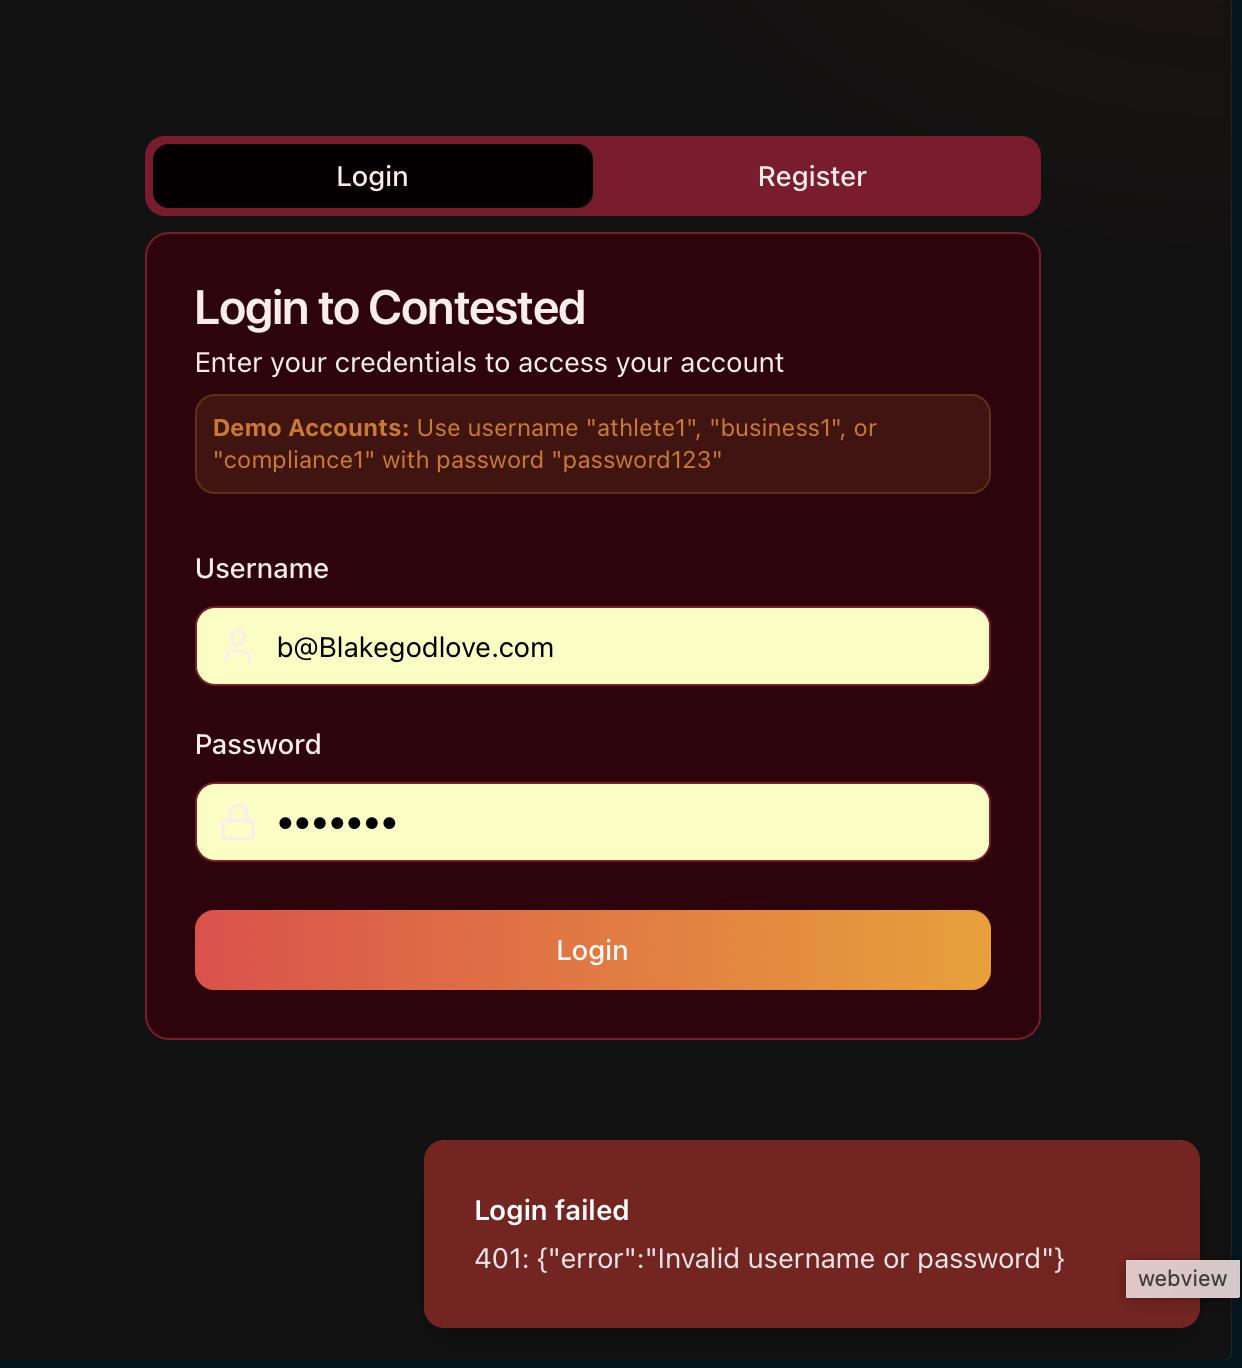 Login
Register
Login to Contested
Enter your credentials to access your account
Demo Accounts: Use username "athlete1", "business1", or
"compliance1" with password "password123"
Username
b@Blakegodlove.com
Password
•••••••
Login
Login failed
401: {"error":"Invalid username or password"}
webview